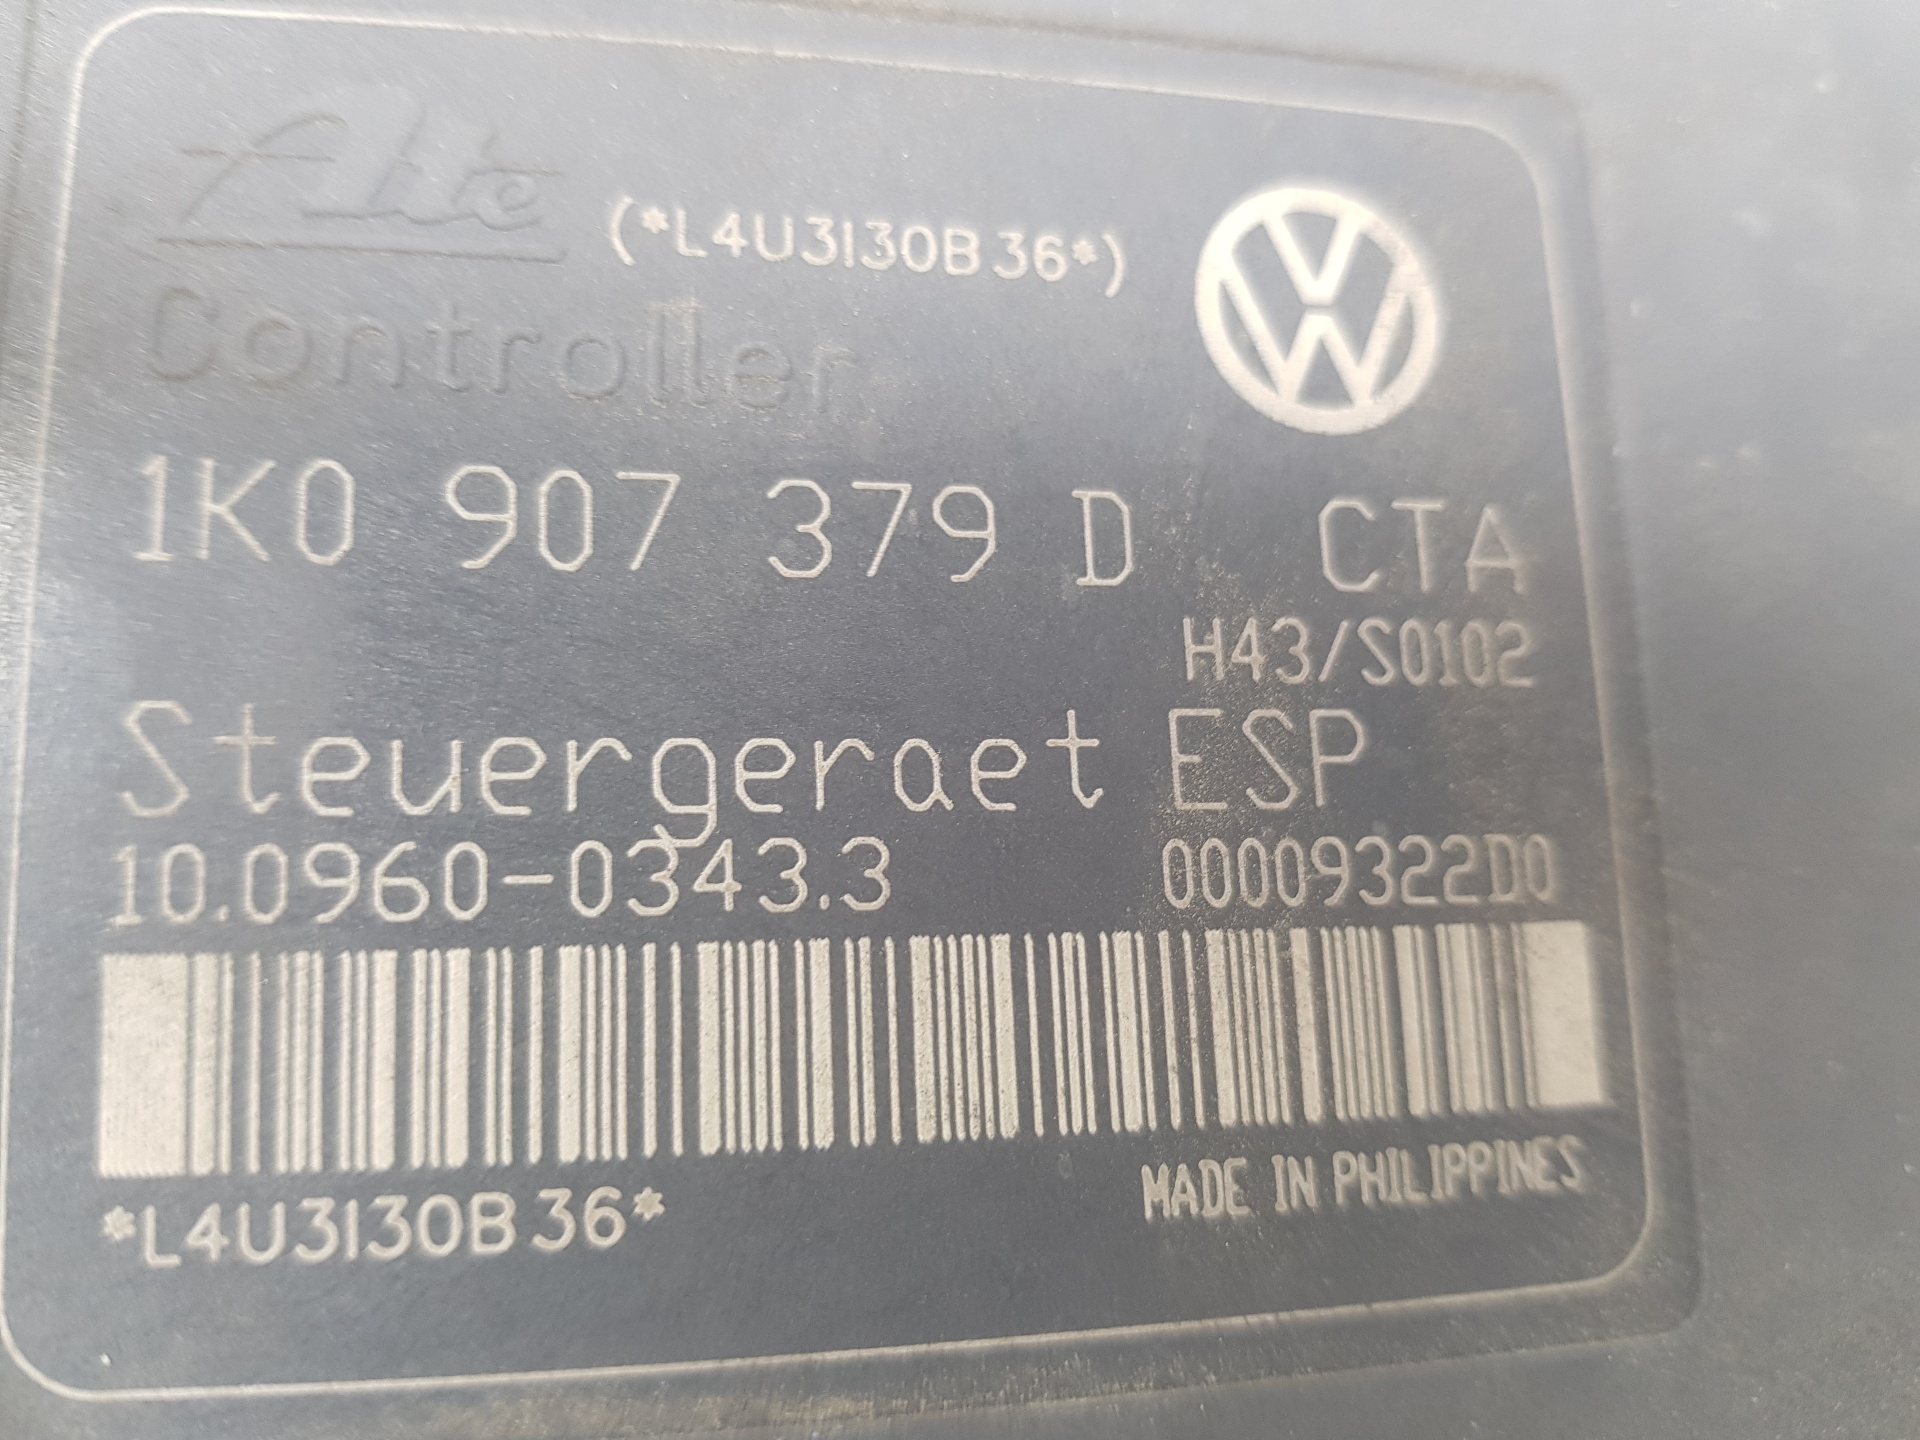 Ate
(*L4U3130B36*)
Controller
1K0 907 379 D CTA
H43/S0102
Steuergeraet ESP
10.0960-0343.3 00009322D0
*L4U3130B36*
MADE IN PHILIPPINES